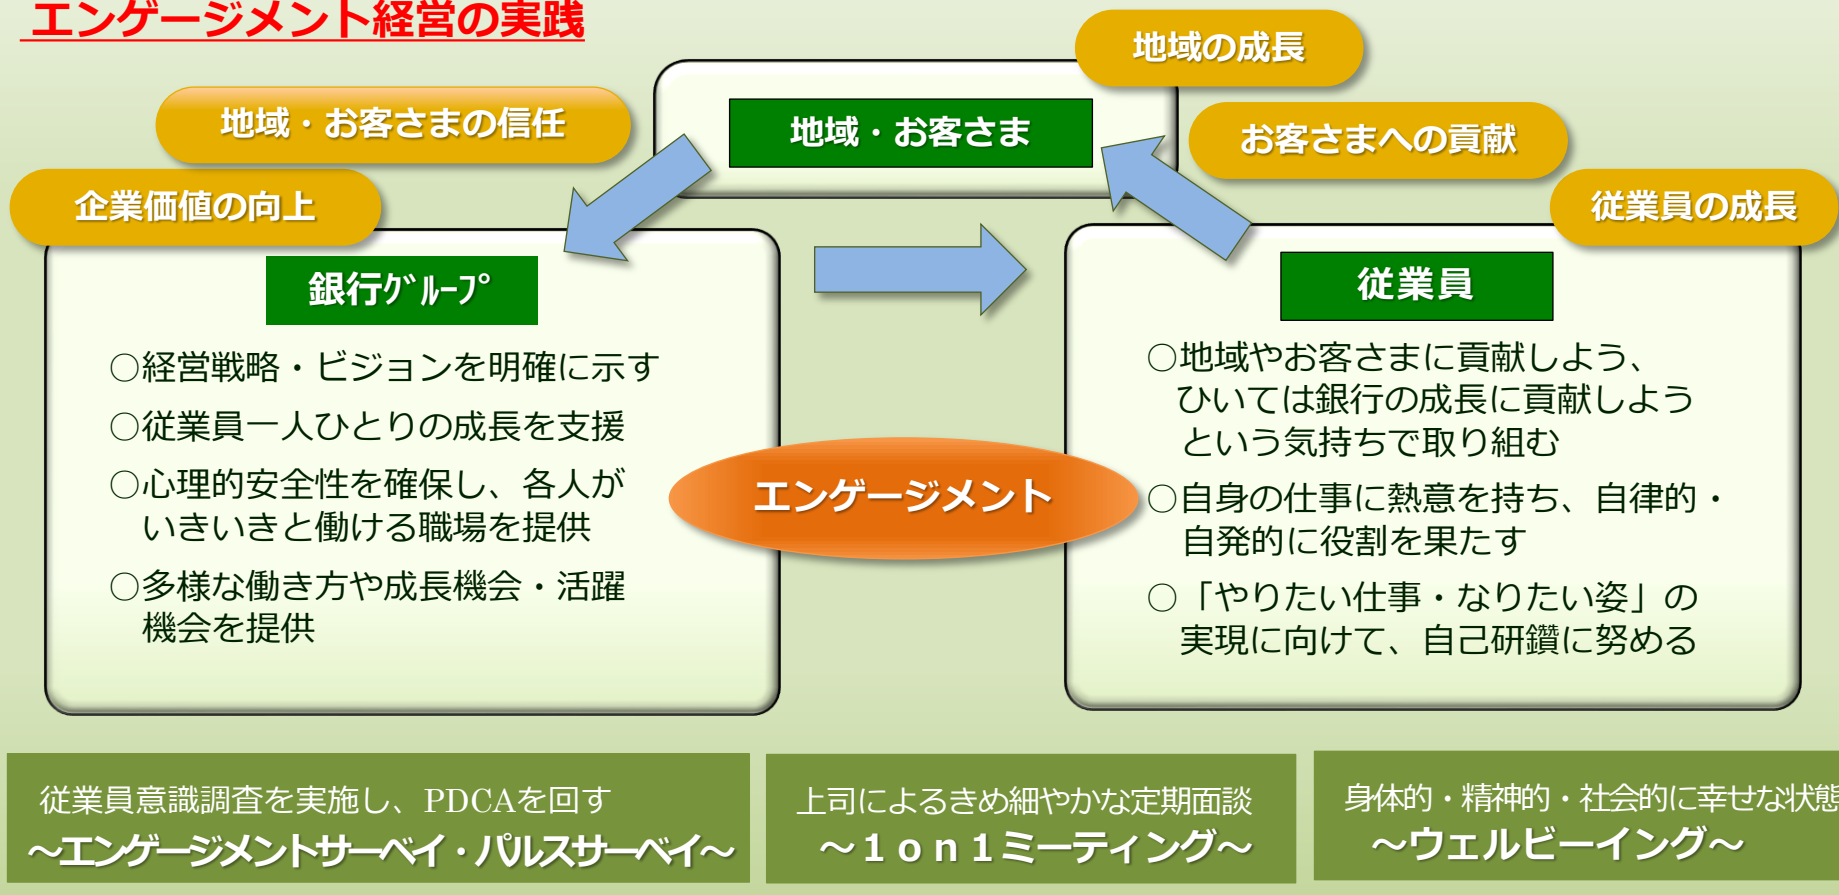 エンゲージメント経営の実践
地域の成長
地域・お客さまの信任
地域・お客さま
お客さまへの貢献
企業価値の向上
従業員の成長
銀行ｸﾞﾙｰﾌﾟ
○経営戦略・ビジョンを明確に示す
○従業員一人ひとりの成長を支援
○心理的安全性を確保し、各人が
いきいきと働ける職場を提供
○多様な働き方や成長機会・活躍
機会を提供
エンゲージメント
従業員
○地域やお客さまに貢献しよう、
ひいては銀行の成長に貢献しよう
という気持ちで取り組む
○自身の仕事に熱意を持ち、自律的・
自発的に役割を果たす
○「やりたい仕事・なりたい姿」の
実現に向けて、自己研鑽に努める
従業員意識調査を実施し、PDCAを回す
～エンゲージメントサーベイ・パルスサーベイ～
上司によるきめ細やかな定期面談
～１ｏｎ１ミーティング～
身体的・精神的・社会的に幸せな状態
～ウェルビーイング～